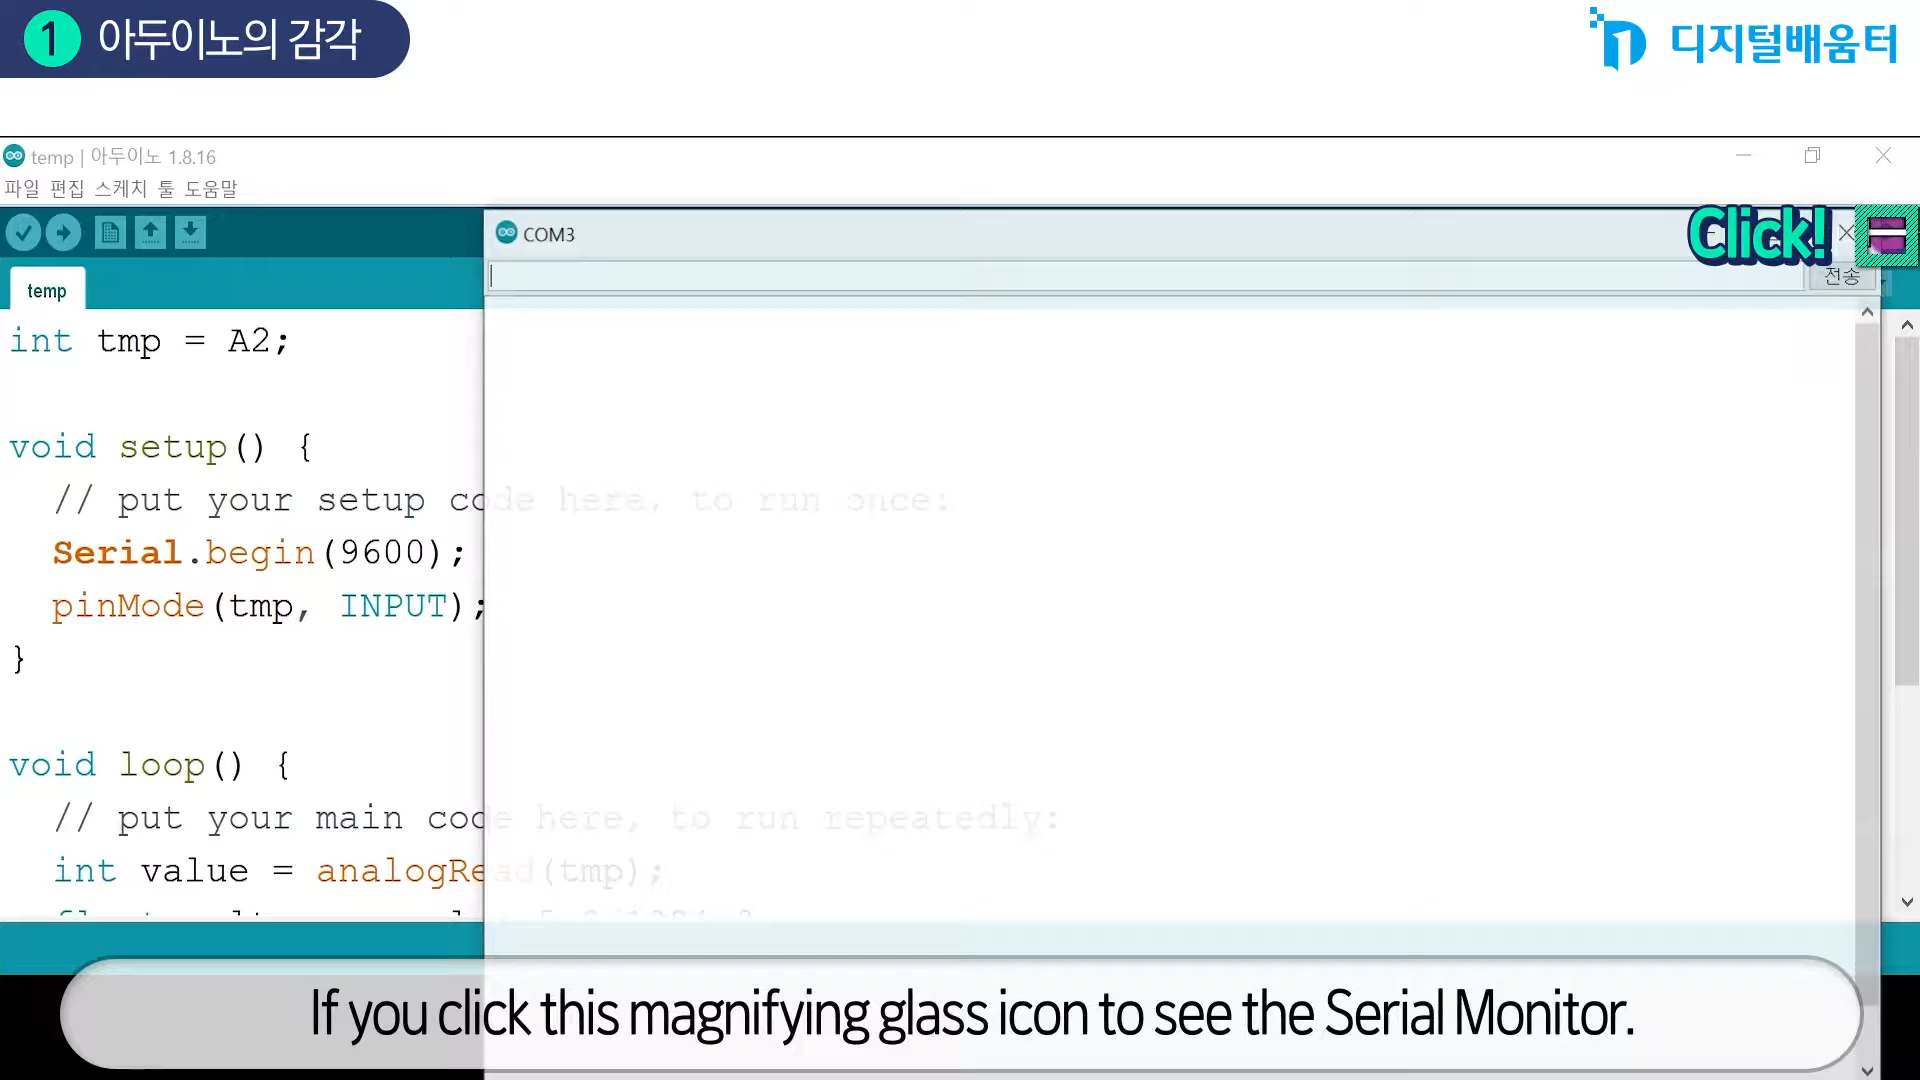 1 아두이노의 감각
디지털배움터
temp | 아두이노 1.8.16
파일 편집 스케치 툴 도움말
COM3
Click!
전송
temp
int tmp = A2;
void setup() {
// put your setup code here, to run once:
Serial.begin(9600);
pinMode(tmp, INPUT);
}
void loop() {
// put your main code here, to run repeatedly:
int value = analogRead(tmp);
If you click this magnifying glass icon to see the Serial Monitor.